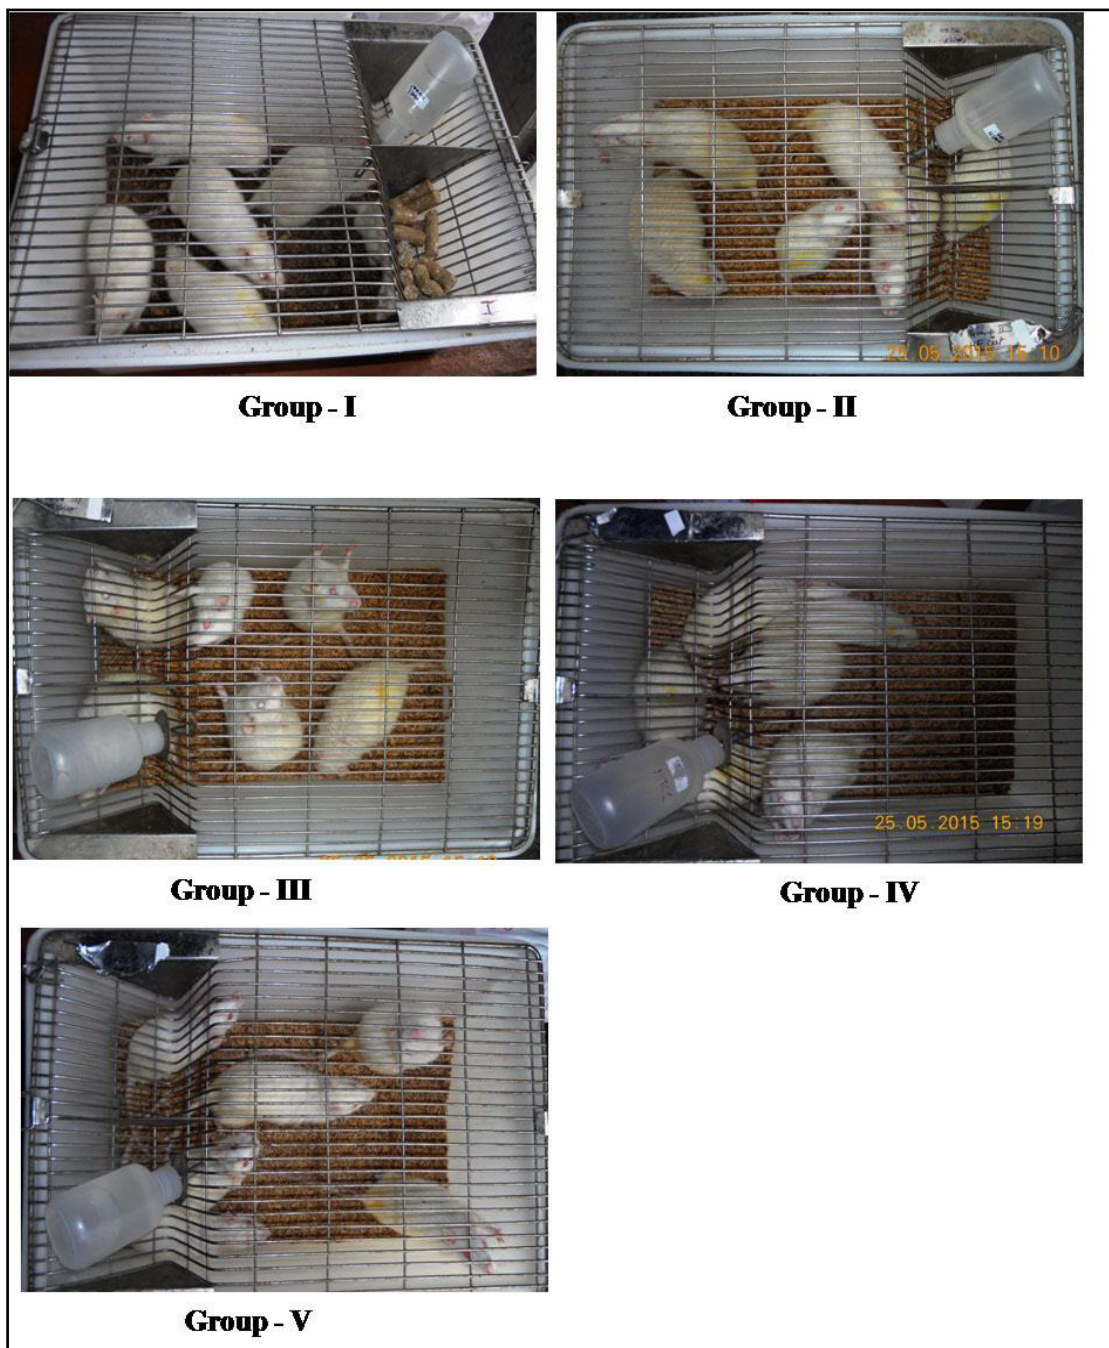 I
25.05.2015 15:10
Group - I
Group - II
25.05.2015 15:19
Group - III
Group - IV
Group - V